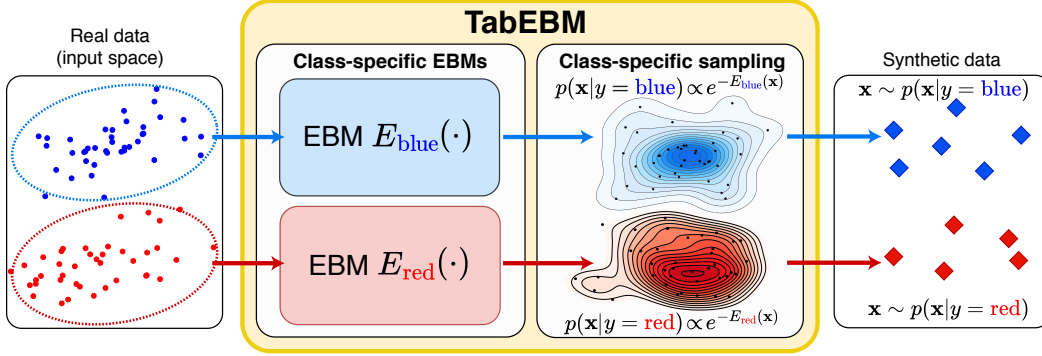 TabEBM
Real data
(input space)
Class-specific EBMs
EBM E_blue(·)
EBM E_red(·)
Class-specific sampling
p(x|y = blue) ∝ e^{-E_blue(x)}
p(x|y = red) ∝ e^{-E_red(x)}
Synthetic data
x ∼ p(x|y = blue)
x ∼ p(x|y = red)